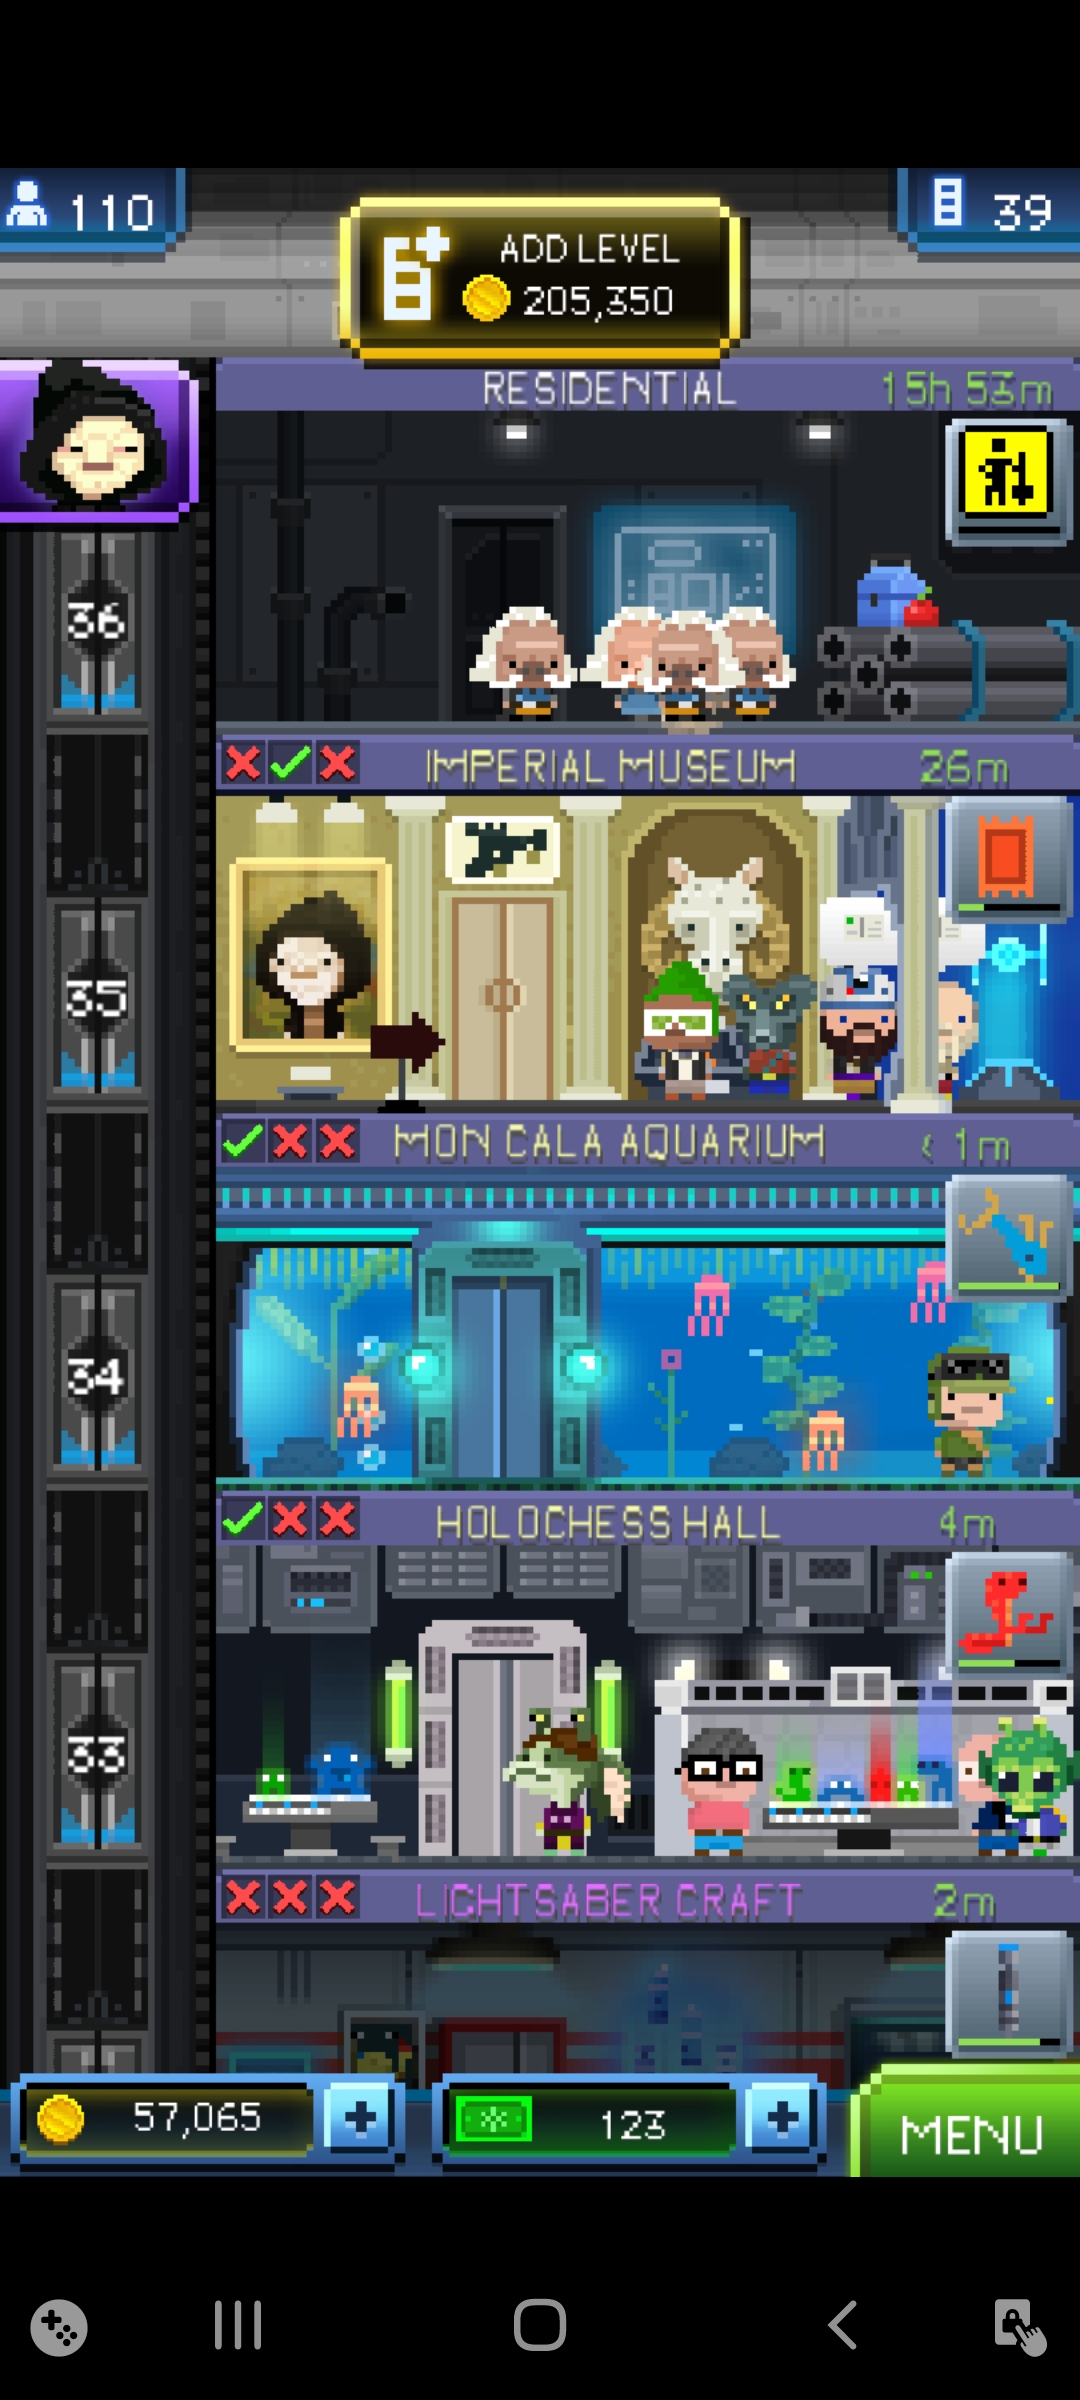 110
ADD LEVEL
205,350
39
RESIDENTIAL 15h 53m
36
IMPERIAL MUSEUM 26m
35
MON CALA AQUARIUM < 1m
34
HOLOCHESS HALL 4m
33
LIGHTSABER CRAFT 2m
57,065 +
123 +
MENU